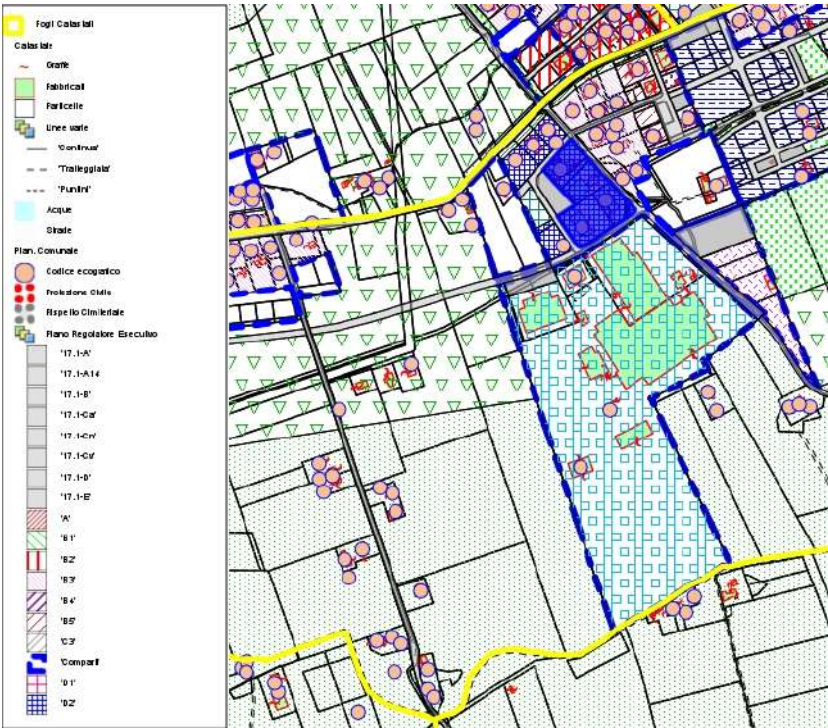 Fogli Catastali
Catastale
Graffe
Fabbricati
Particelle
Linee varie
'Continua'
'Tratteggiata'
'Puntini'
Acque
Strade
Plan. Comunale
Codice ecografico
Protezione Civile
Rispetto Cimiteriale
Piano Regolatore Esecutivo
'17.1-A'
'17.1-A14'
'17.1-B'
'17.1-Ca'
'17.1-Cn'
'17.1-Cv'
'17.1-D'
'17.1-E'
'A'
'B1'
'B2'
'B3'
'B4'
'B5'
'C3'
'Comparti'
'D1'
'D2'